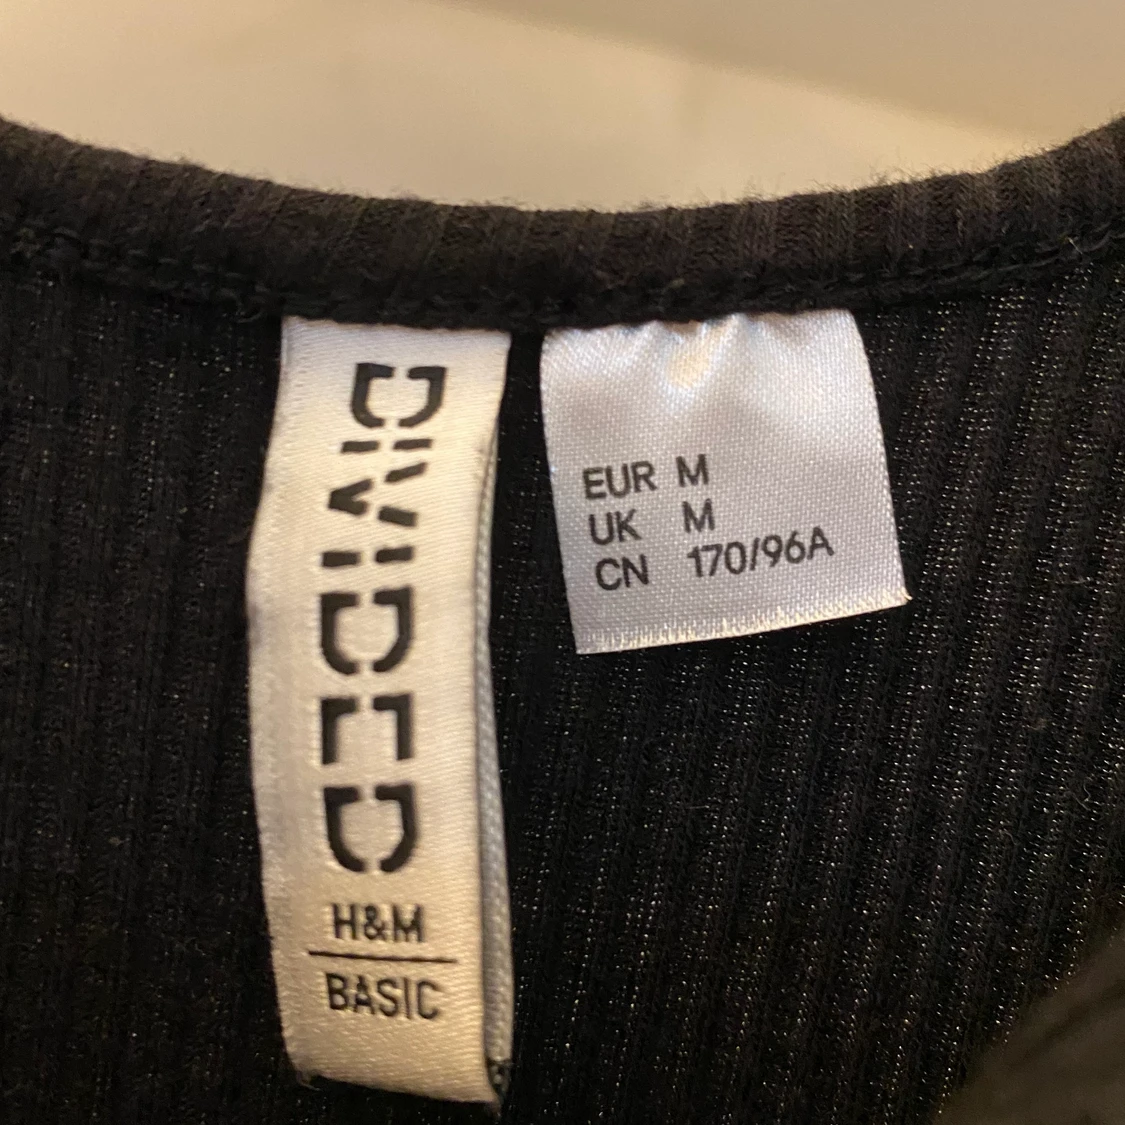 DIVIDED
H&M
BASIC
EUR M
UK M
CN 170/96A